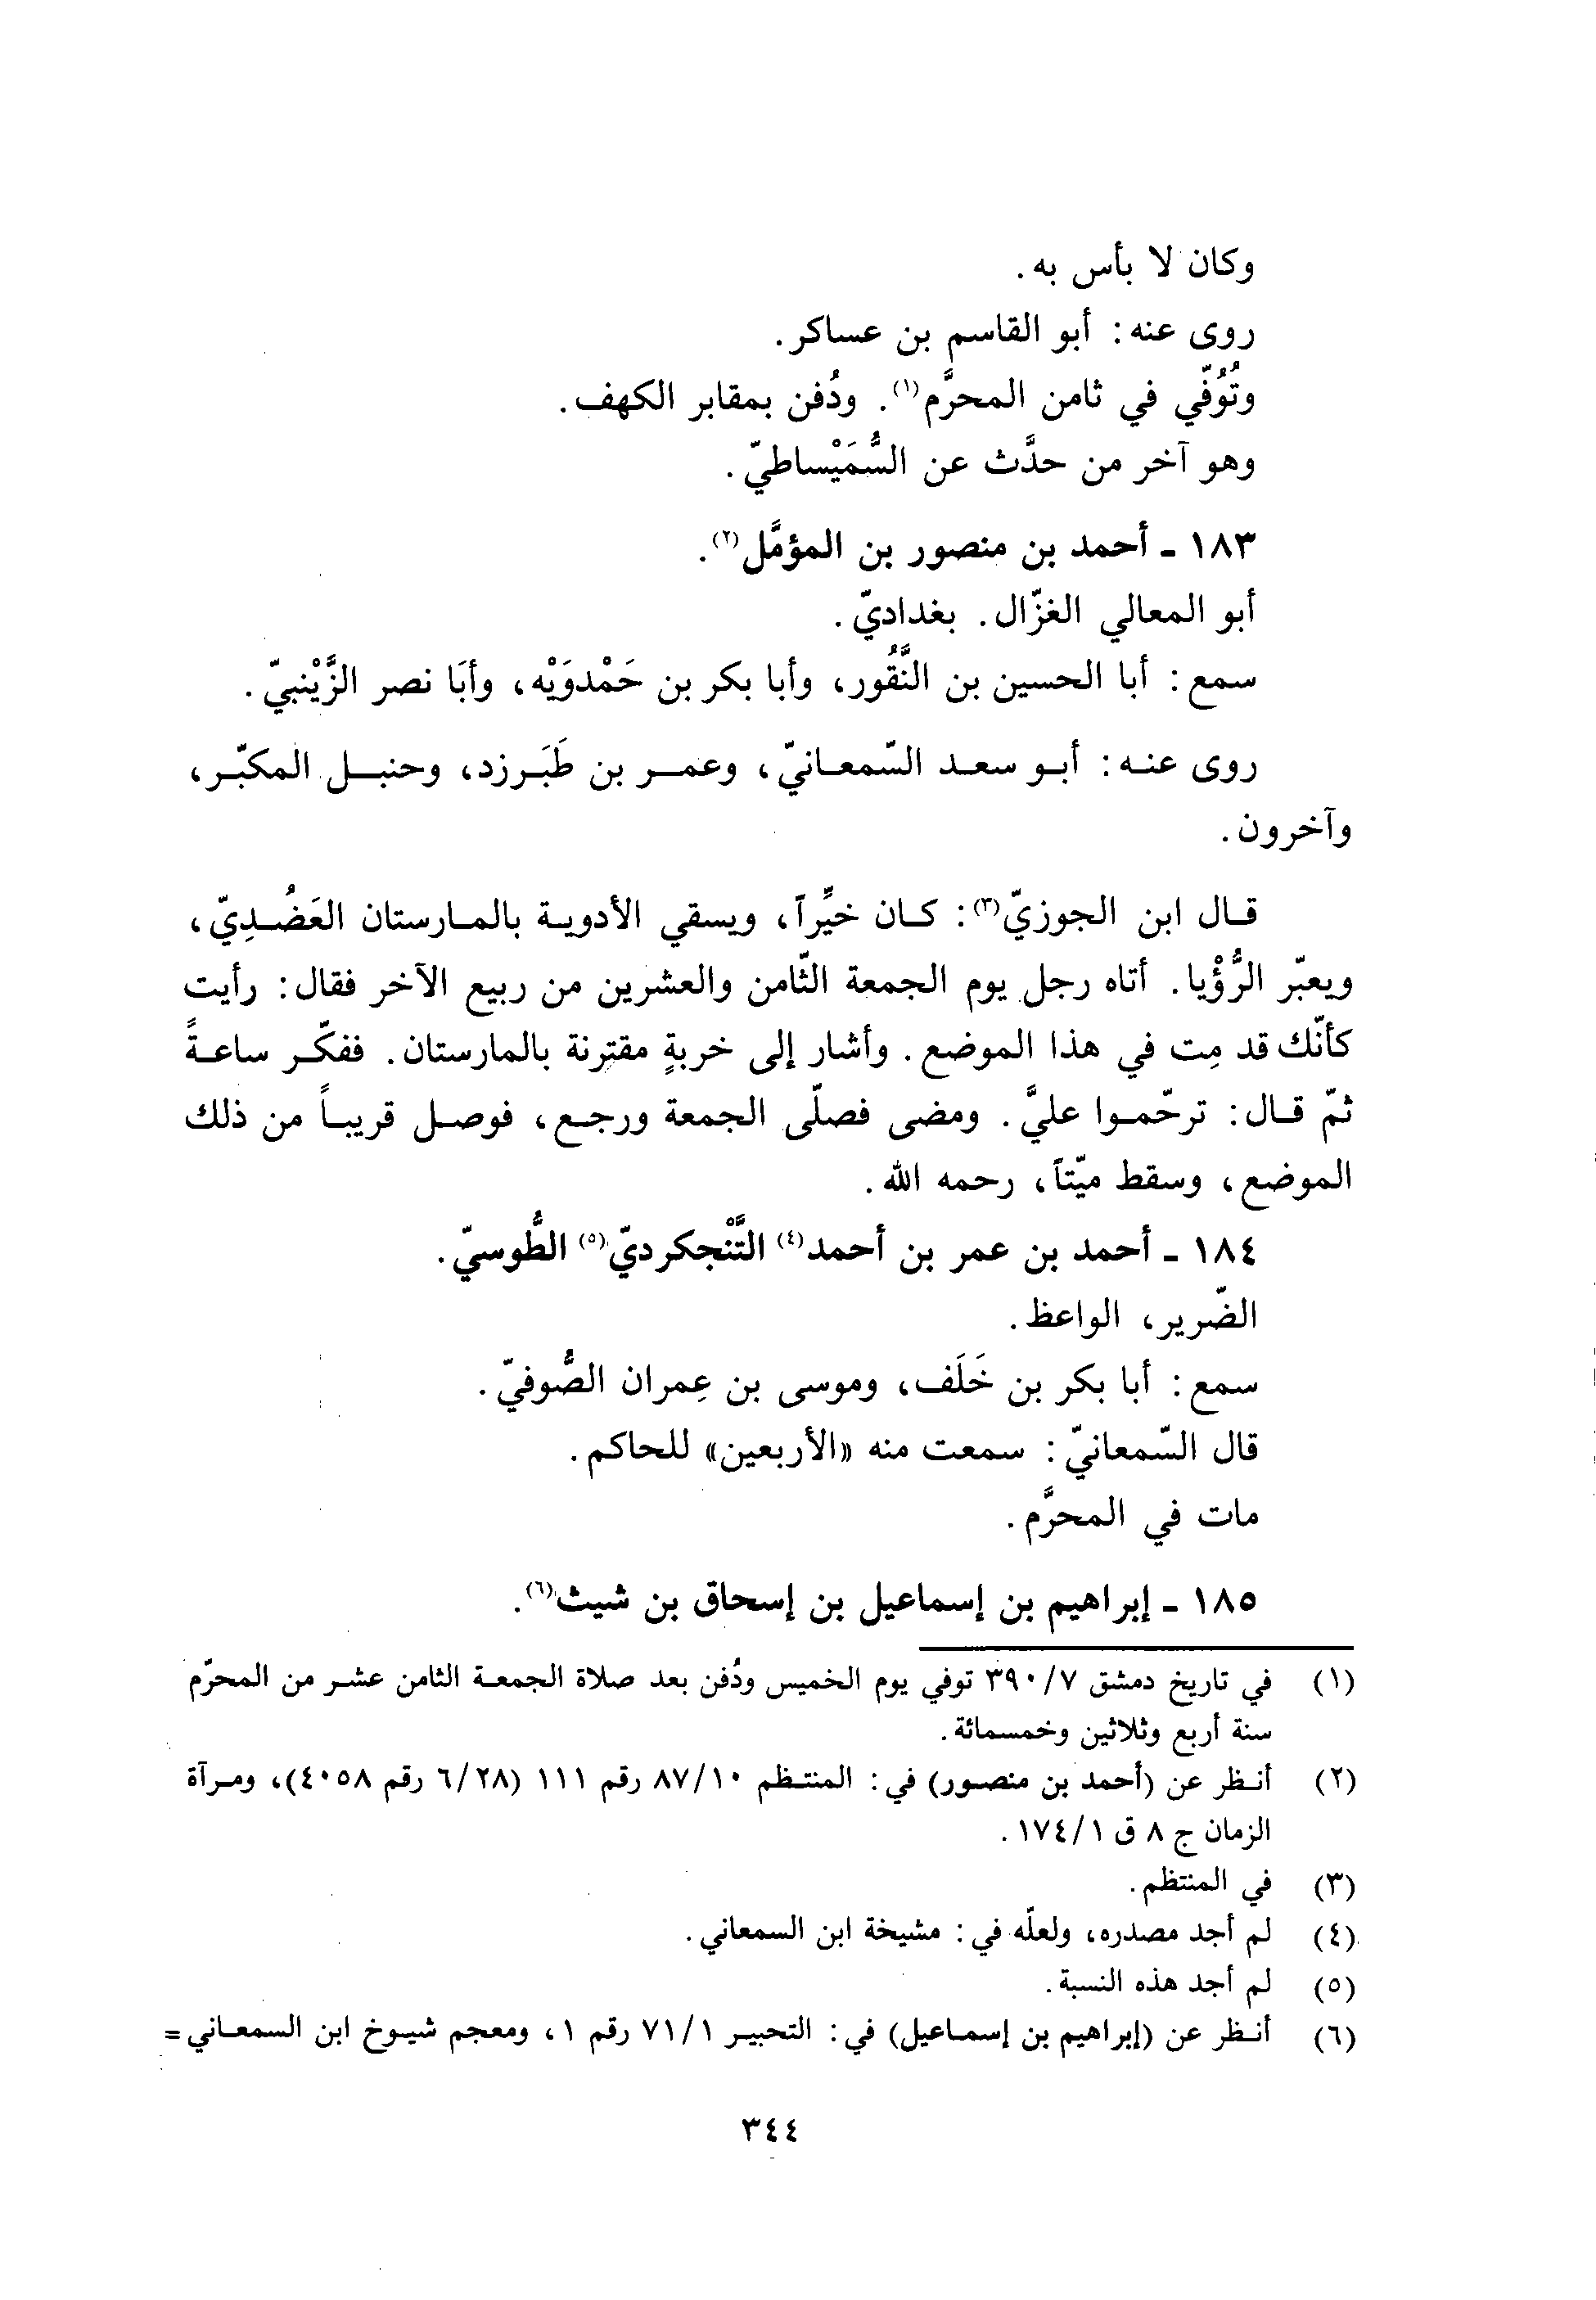 وكان لا بأس به.
روى عنه: أبو القاسم بن عساكر.
وتُوُفّي في ثامن المحرَّم(١). ودُفن بمقابر الكهف.
وهو آخر من حدَّث عن السُّمَيْساطيّ.
١٨٣ - أحمد بن منصور بن المؤمَّل(٢).
أبو المعالي الغزّال. بغداديّ.
سمع: أبا الحسين بن النَّقُور، وأبا بكر بن حَمْدوَيْه، وأبَا نصر الزَّيْنبيّ.
روى عنه: أبو سعد السّمعانيّ، وعمر بن طَبَرزد، وحنبل المكبّر،
وآخرون.
قال ابن الجوزيّ(٣): كان خيِّراً، ويسقي الأدوية بالمارستان العَضُدِيّ،
ويعبّر الرُّؤْيا. أتاه رجل يوم الجمعة الثّامن والعشرين من ربيع الآخر فقال: رأيت
كأنّك قد مِت في هذا الموضع. وأشار إلى خربةٍ مقترنة بالمارستان. ففكّر ساعةً
ثمّ قال: ترحّموا عليَّ. ومضى فصلّى الجمعة ورجع، فوصل قريباً من ذلك
الموضع، وسقط ميّتاً، رحمه الله.
١٨٤ - أحمد بن عمر بن أحمد(٤) التَّنْجكرديّ(٥) الطُّوسيّ.
الضّرير، الواعظ.
سمع: أبا بكر بن خَلَف، وموسى بن عِمران الصُّوفيّ.
قال السّمعانيّ: سمعت منه «الأربعين» للحاكم.
مات في المحرَّم.
١٨٥ - إبراهيم بن إسماعيل بن إسحاق بن شيث(٦).
(١) في تاريخ دمشق ٣٩٠/٧ توفي يوم الخميس ودُفن بعد صلاة الجمعة الثامن عشر من المحرّم
سنة أربع وثلاثين وخمسمائة.
(٢) أنظر عن (أحمد بن منصور) في: المنتظم ٨٧/١٠ رقم ١١١ (٦/٢٨ رقم ٤٠٥٨)، ومرآة
الزمان ج ٨ ق ١٧٤/١.
(٣) في المنتظم.
(٤) لم أجد مصدره، ولعلّه في: مشيخة ابن السمعاني.
(٥) لم أجد هذه النسبة.
(٦) أنظر عن (إبراهيم بن إسماعيل) في: التحبير ٧١/١ رقم ١، ومعجم شيوخ ابن السمعاني =
٣٤٤